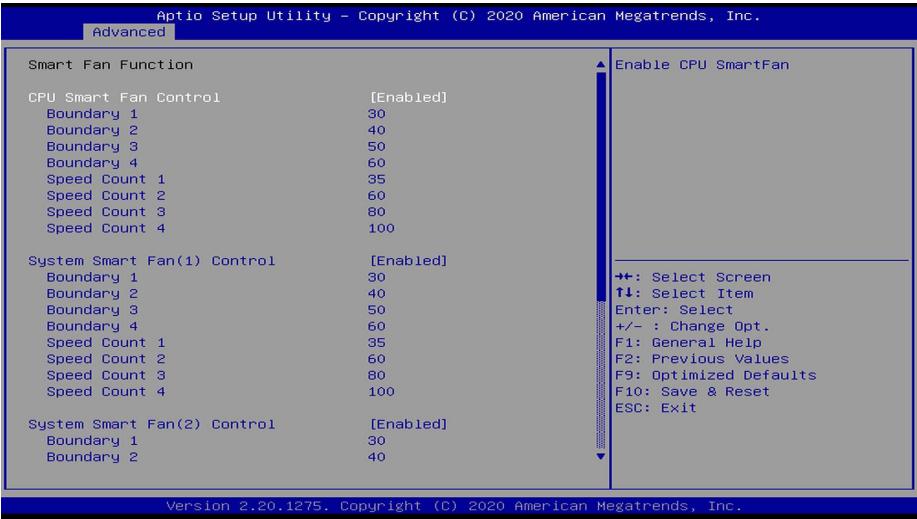 Aptio Setup Utility – Copyright (C) 2020 American Megatrends, Inc.
Advanced
Smart Fan Function
CPU Smart Fan Control [Enabled]
Boundary 1 30
Boundary 2 40
Boundary 3 50
Boundary 4 60
Speed Count 1 35
Speed Count 2 60
Speed Count 3 80
Speed Count 4 100
System Smart Fan(1) Control [Enabled]
Boundary 1 30
Boundary 2 40
Boundary 3 50
Boundary 4 60
Speed Count 1 35
Speed Count 2 60
Speed Count 3 80
Speed Count 4 100
System Smart Fan(2) Control [Enabled]
Boundary 1 30
Boundary 2 40
Enable CPU SmartFan
→←: Select Screen
↑↓: Select Item
Enter: Select
+/- : Change Opt.
F1: General Help
F2: Previous Values
F9: Optimized Defaults
F10: Save & Reset
ESC: Exit
Version 2.20.1275. Copyright (C) 2020 American Megatrends, Inc.